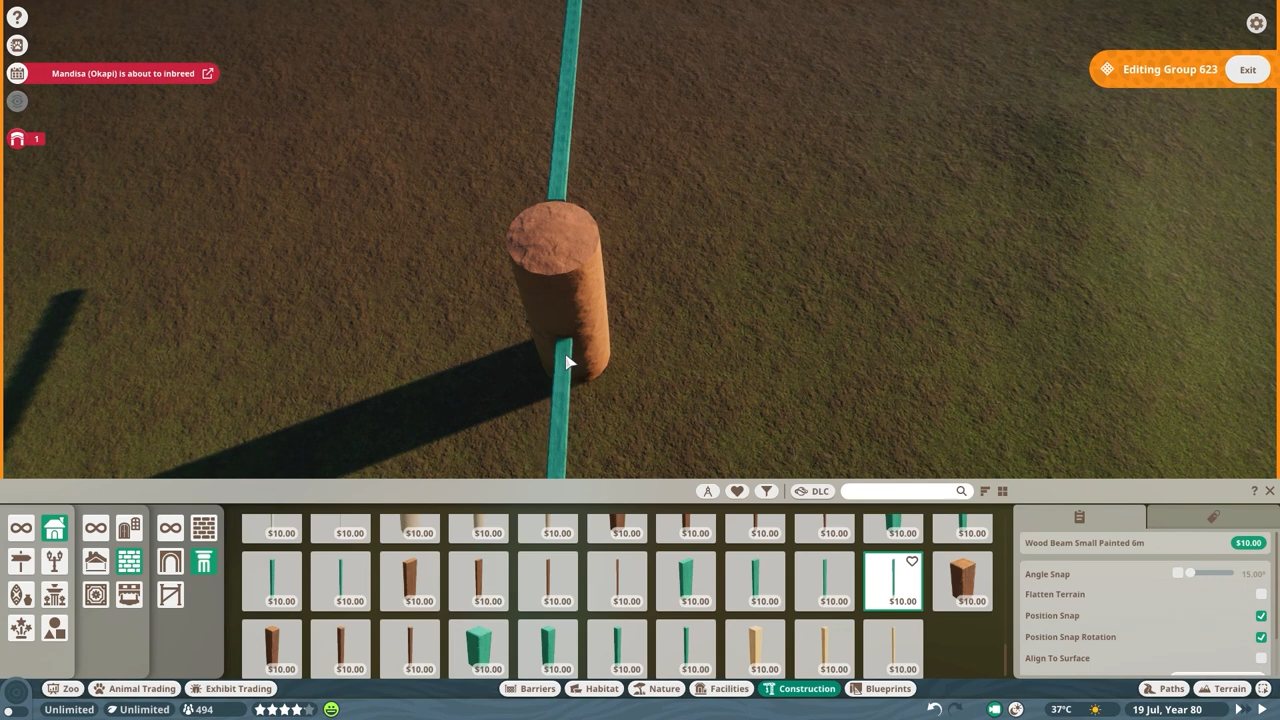 ?
Mandisa (Okapi) is about to inbreed
1
Editing Group 623
Exit
DLC
?
$10.00 $10.00 $10.00 $10.00 $10.00 $10.00 $10.00 $10.00 $10.00 $10.00 $10.00
$10.00 $10.00 $10.00 $10.00 $10.00 $10.00 $10.00 $10.00 $10.00 $10.00 $10.00
$10.00 $10.00 $10.00 $10.00 $10.00 $10.00 $10.00 $10.00 $10.00 $10.00
Wood Beam Small Painted 6m $10.00
Angle Snap 15.00°
Flatten Terrain
Position Snap
Position Snap Rotation
Align To Surface
Zoo Animal Trading Exhibit Trading Barriers Habitat Nature Facilities Construction Blueprints Paths Terrain
Unlimited Unlimited 494 37°C 19 Jul, Year 80